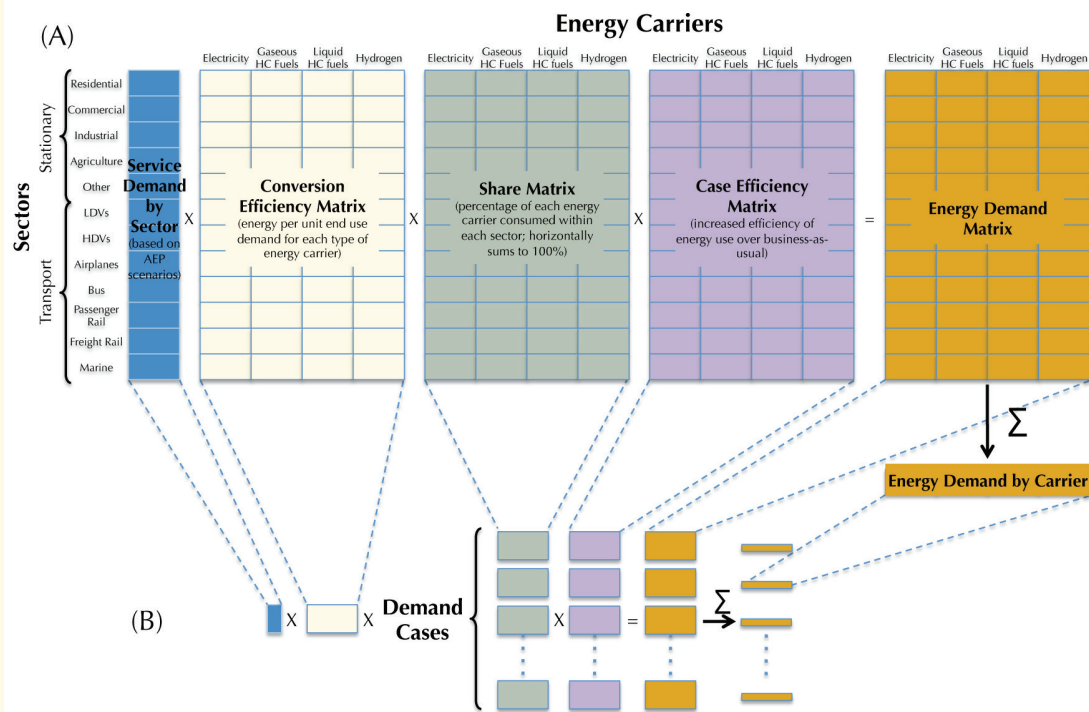 (A)
Energy Carriers
Electricity
Gaseous
HC Fuels
Liquid
HC fuels
Hydrogen
Electricity
Gaseous
HC Fuels
Liquid
HC fuels
Hydrogen
Electricity
Gaseous
HC Fuels
Liquid
HC fuels
Hydrogen
Electricity
Gaseous
HC Fuels
Liquid
HC fuels
Hydrogen
Sectors
Stationary
Transport
Residential
Commercial
Industrial
Agriculture
Other
LDVs
HDVs
Airplanes
Bus
Passenger
Rail
Freight Rail
Marine
Service
Demand
by
Sector
(based on
AEP
scenarios)
X
Conversion
Efficiency Matrix
(energy per unit end use
demand for each type of
energy carrier)
X
Share Matrix
(percentage of each energy
carrier consumed within
each sector; horizontally
sums to 100%)
X
Case Efficiency
Matrix
(increased efficiency of
energy use over business-as-
usual)
=
Energy Demand
Matrix
∑
Energy Demand by Carrier
(B)
X
X
Demand
Cases
X
=
∑